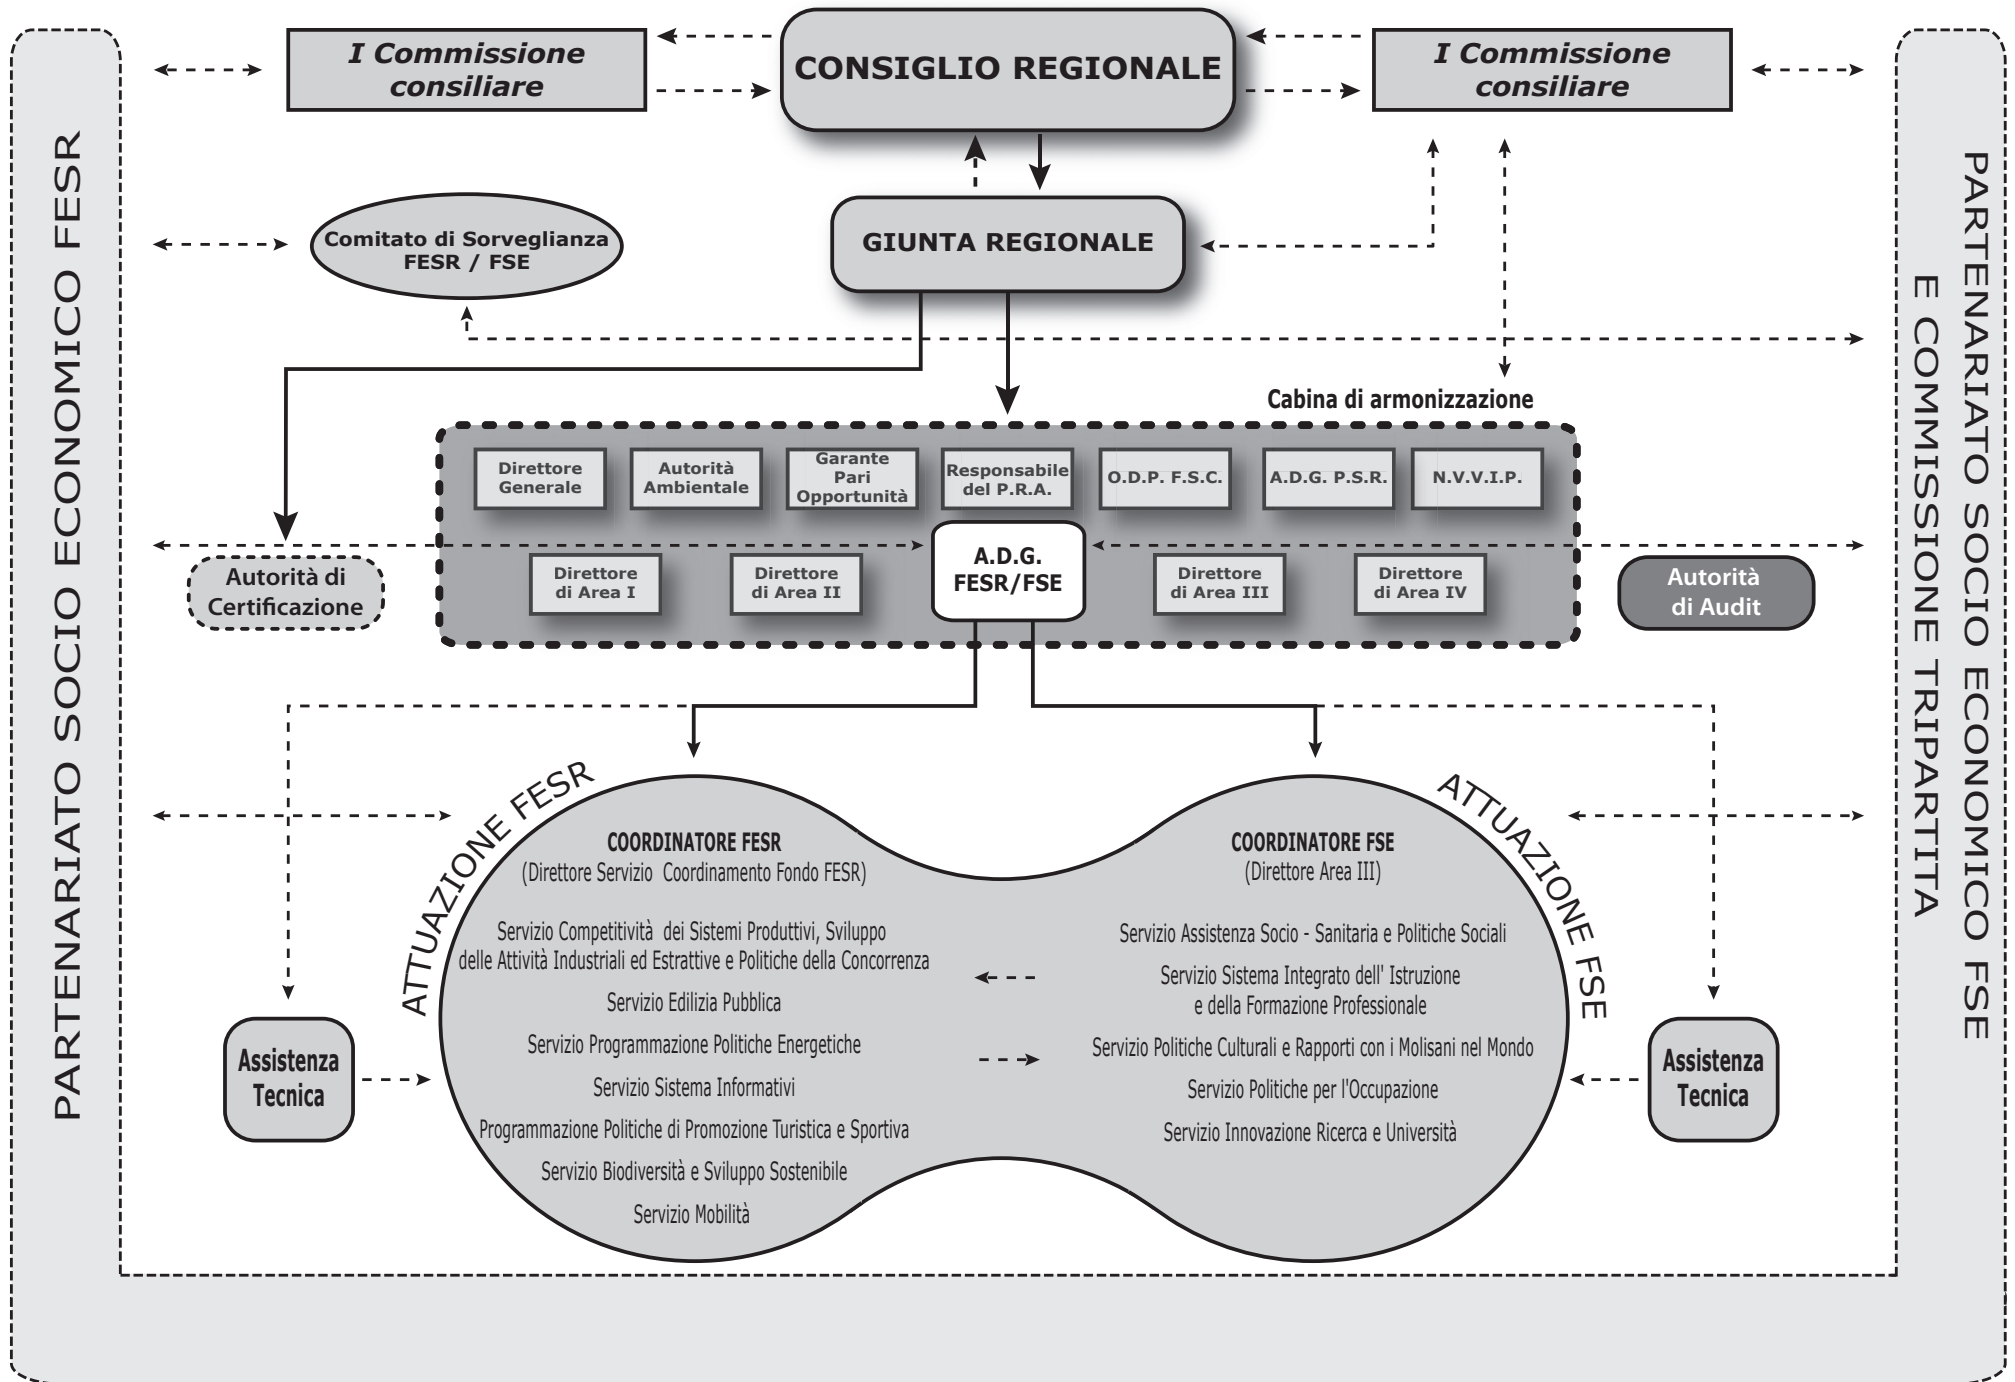 I Commissione
consiliare
CONSIGLIO REGIONALE
I Commissione
consiliare
PARTENARIATO SOCIO ECONOMICO FESR
PARTENARIATO SOCIO ECONOMICO FSE
E COMMISSIONE TRIPARTITA
Comitato di Sorveglianza
FESR / FSE
GIUNTA REGIONALE
Cabina di armonizzazione
Direttore
Generale
Autorità
Ambientale
Garante
Pari
Opportunità
Responsabile
del P.R.A.
O.D.P. F.S.C.
A.D.G. P.S.R.
N.V.V.I.P.
Autorità di
Certificazione
Direttore
di Area I
Direttore
di Area II
A.D.G.
FESR/FSE
Direttore
di Area III
Direttore
di Area IV
Autorità
di Audit
ATTUAZIONE FESR
COORDINATORE FESR
(Direttore Servizio Coordinamento Fondo FESR)
Servizio Competitività dei Sistemi Produttivi, Sviluppo
delle Attività Industriali ed Estrattive e Politiche della Concorrenza
Servizio Edilizia Pubblica
Servizio Programmazione Politiche Energetiche
Servizio Sistema Informativi
Programmazione Politiche di Promozione Turistica e Sportiva
Servizio Biodiversità e Sviluppo Sostenibile
Servizio Mobilità
ATTUAZIONE FSE
COORDINATORE FSE
(Direttore Area III)
Servizio Assistenza Socio - Sanitaria e Politiche Sociali
Servizio Sistema Integrato dell' Istruzione
e della Formazione Professionale
Servizio Politiche Culturali e Rapporti con i Molisani nel Mondo
Servizio Politiche per l'Occupazione
Servizio Innovazione Ricerca e Università
Assistenza
Tecnica
Assistenza
Tecnica